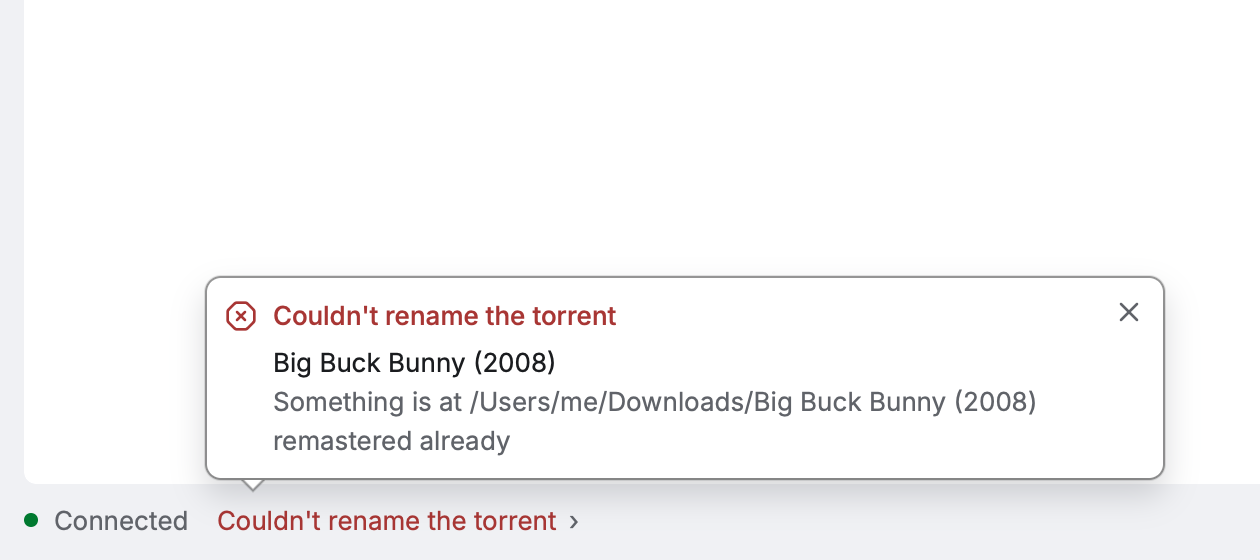 Couldn't rename the torrent
Big Buck Bunny (2008)
Something is at /Users/me/Downloads/Big Buck Bunny (2008)
remastered already
Connected Couldn't rename the torrent ›